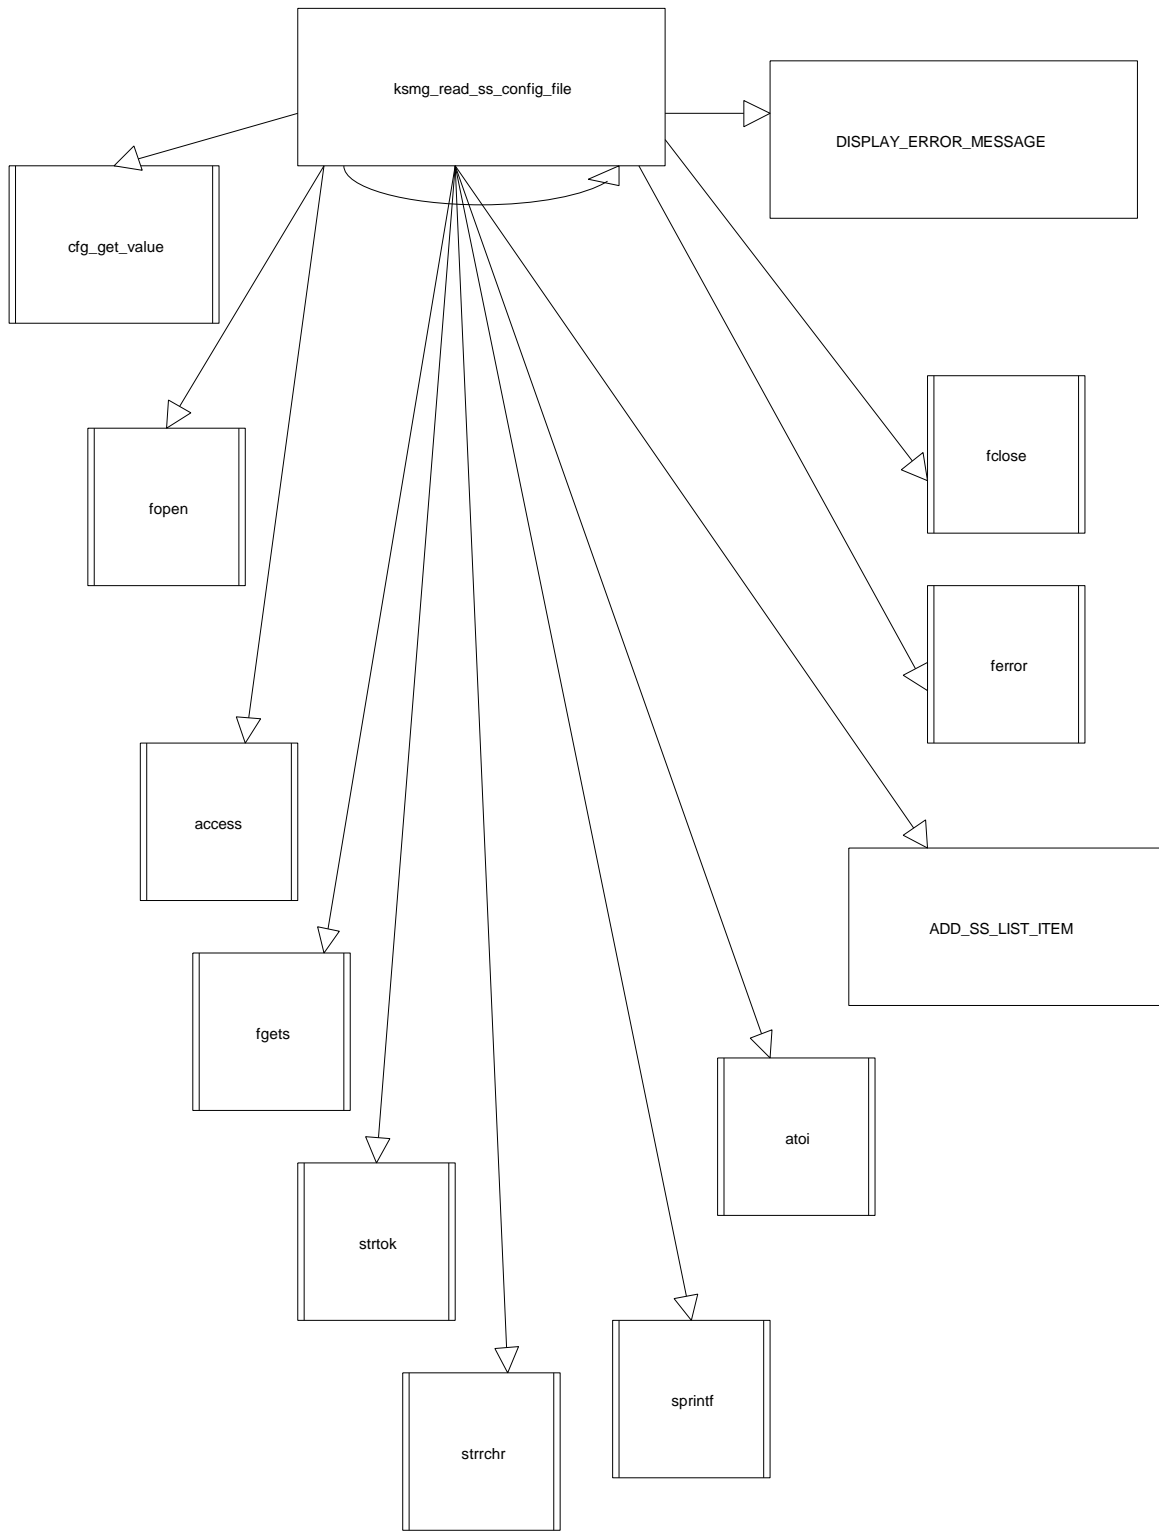 ksmg_read_ss_config_file
DISPLAY_ERROR_MESSAGE
cfg_get_value
fclose
fopen
ferror
access
ADD_SS_LIST_ITEM
fgets
atoi
strtok
sprintf
strrchr